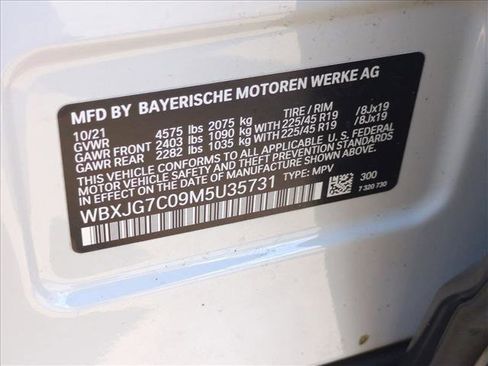 MFD BY BAYERISCHE MOTOREN WERKE AG
10/21 4575 lbs 2075 kg TIRE / RIM
GVWR
GAWR FRONT 2403 lbs 1090 kg WITH 225/45 R19 /8Jx19
GAWR REAR 2282 lbs 1035 kg WITH 225/45 R19 /8Jx19
THIS VEHICLE CONFORMS TO ALL APPLICABLE U.S. FEDERAL
MOTOR VEHICLE SAFETY, BUMPER, AND THEFT PREVENTION STANDARDS
IN EFFECT ON THE DATE OF MANUFACTURE SHOWN ABOVE.
WBXJG7C09M5U35731 TYPE: MPV 300
7 320 730